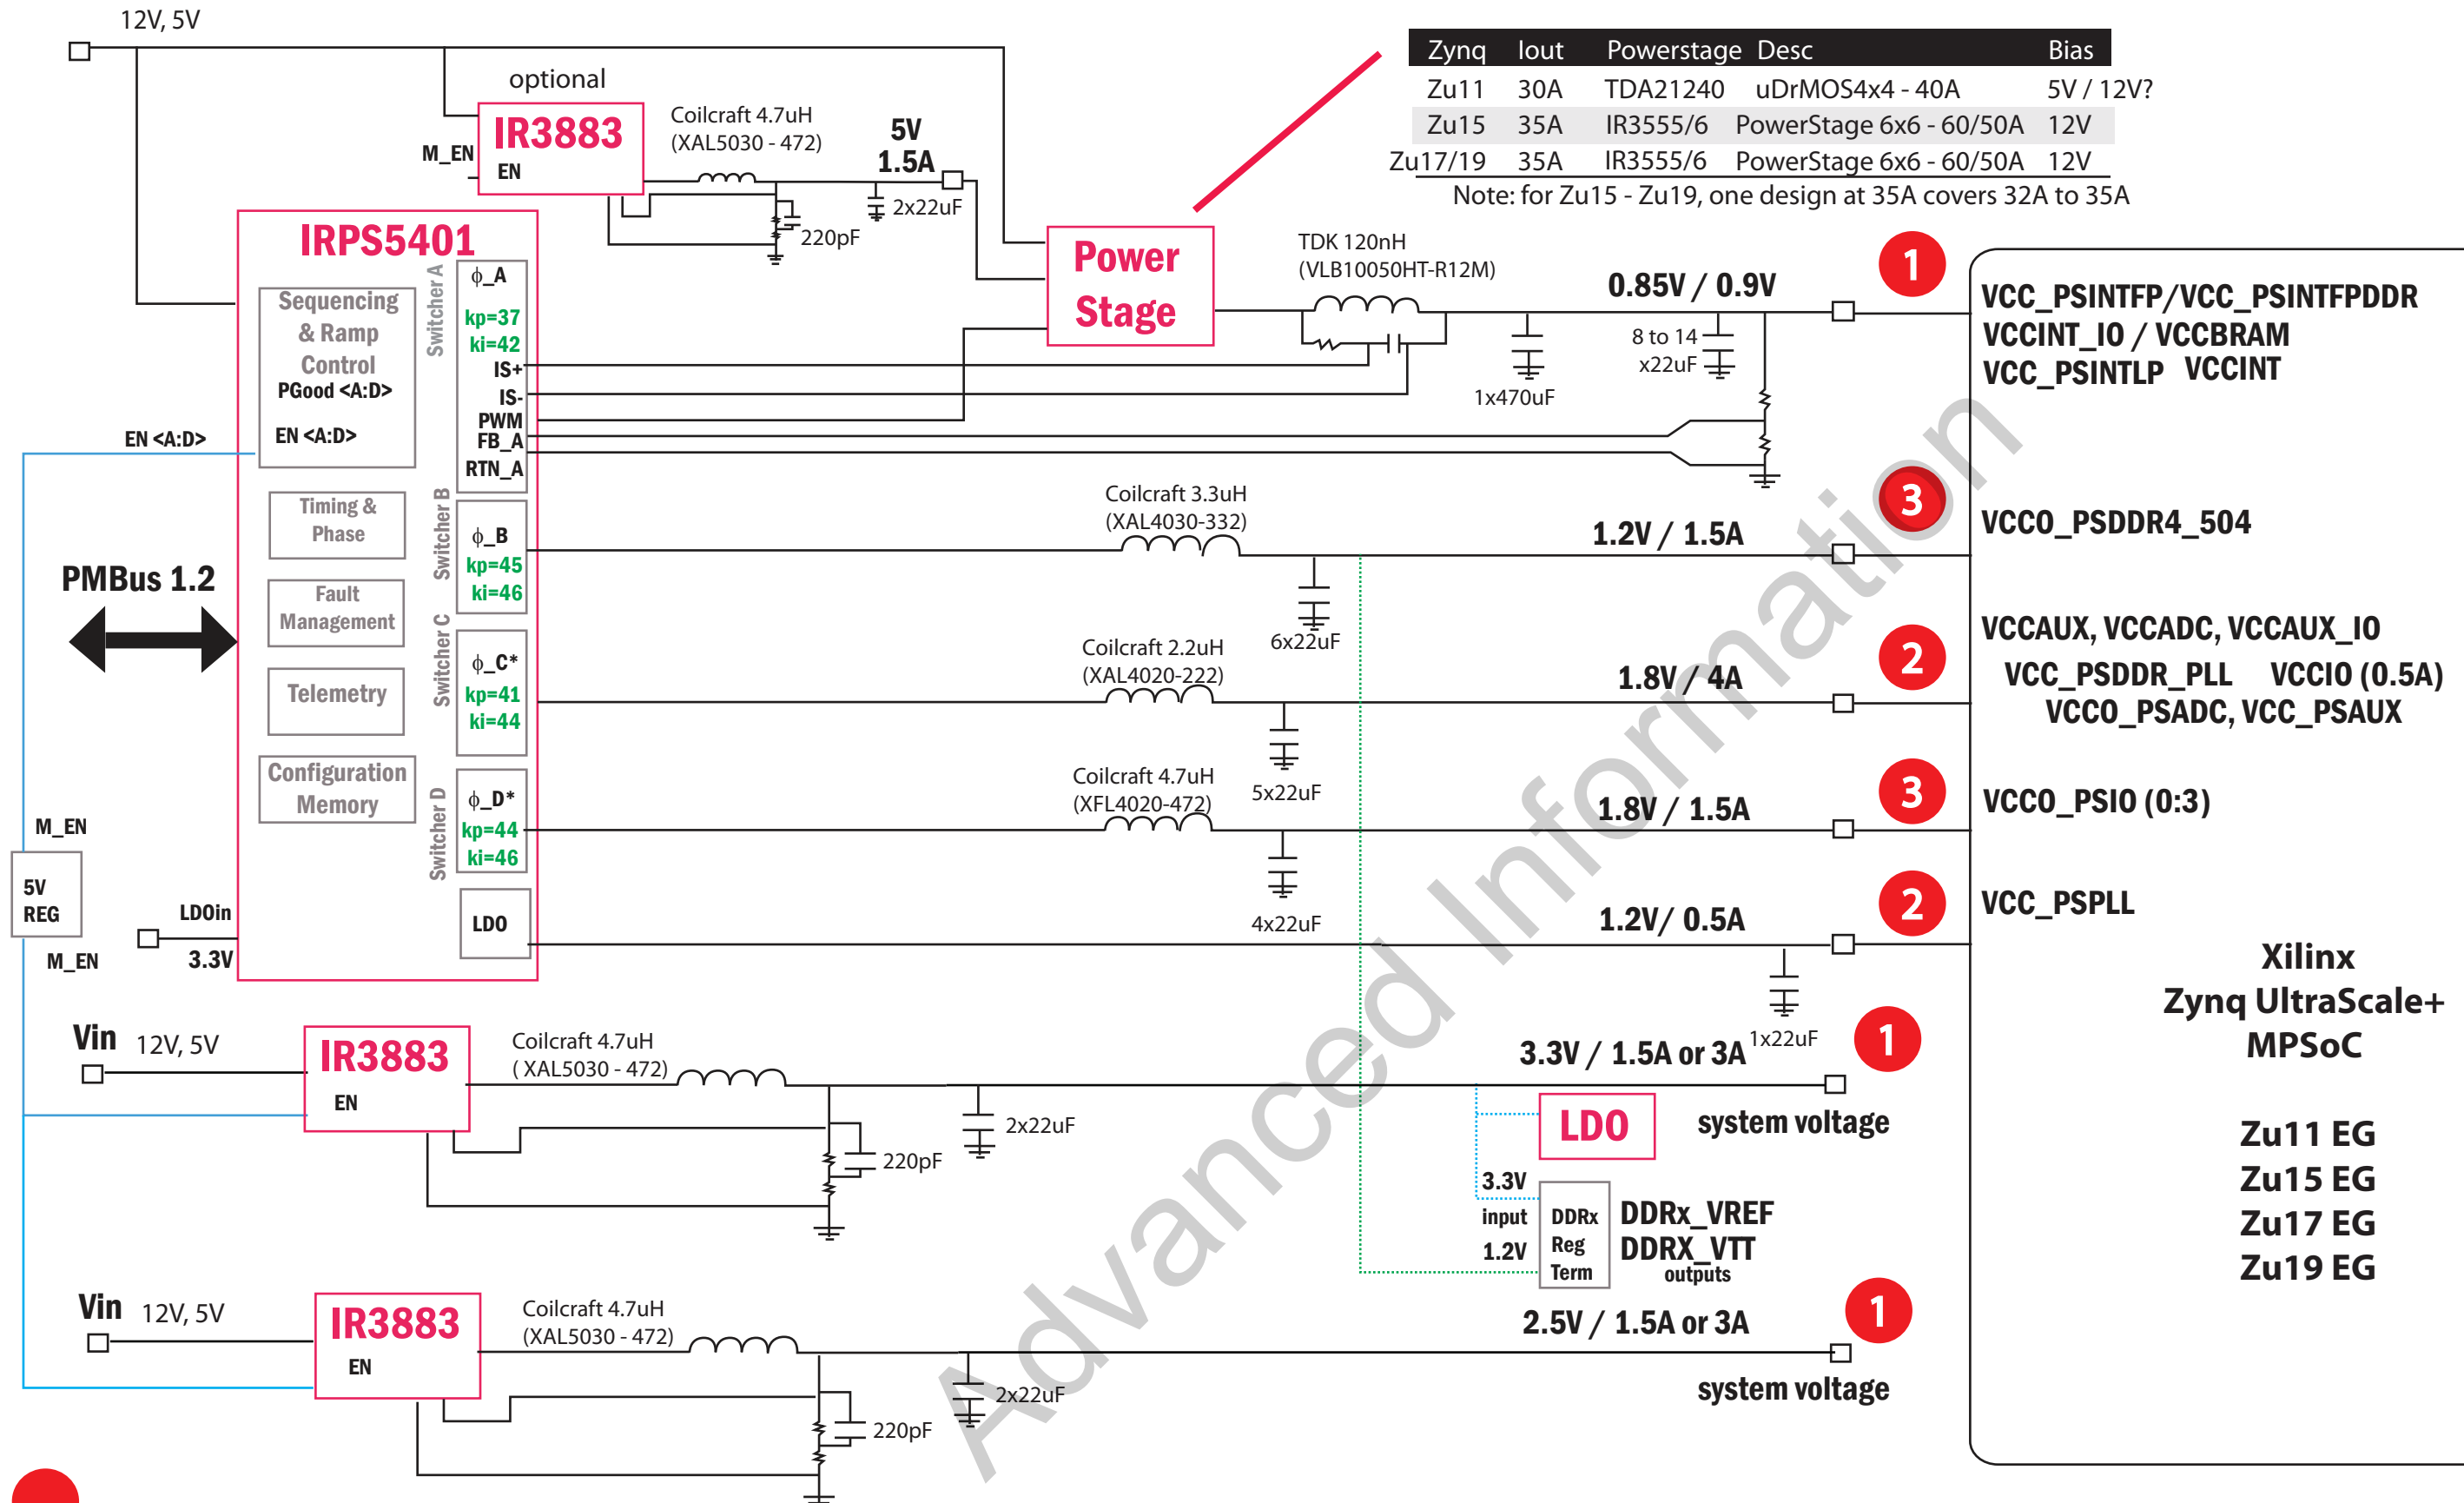 12V, 5V
Zynq Iout Powerstage Desc Bias
Zu11 30A TDA21240 uDrMOS4x4 - 40A 5V / 12V?
Zu15 35A IR3555/6 PowerStage 6x6 - 60/50A 12V
Zu17/19 35A IR3555/6 PowerStage 6x6 - 60/50A 12V
Note: for Zu15 - Zu19, one design at 35A covers 32A to 35A
optional
IR3883
EN
M_EN
Coilcraft 4.7uH
(XAL5030 - 472)
5V
1.5A
2x22uF
220pF
IRPS5401
Sequencing
& Ramp
Control
PGood <A:D>
EN <A:D>
EN <A:D>
Timing &
Phase
Fault
Management
Telemetry
Configuration
Memory
PMBus 1.2
Switcher A
ϕ_A
kp=37
ki=42
IS+
IS-
PWM
FB_A
RTN_A
Switcher B
ϕ_B
kp=45
ki=46
Switcher C
ϕ_C*
kp=41
ki=44
Switcher D
ϕ_D*
kp=44
ki=46
LDO
M_EN
5V
REG
M_EN
LDOin
3.3V
Power
Stage
TDK 120nH
(VLB10050HT-R12M)
0.85V / 0.9V
1x470uF
8 to 14
x22uF
1
VCC_PSINTFP/VCC_PSINTFPDDR
VCCINT_IO / VCCBRAM
VCC_PSINTLP VCCINT
Coilcraft 3.3uH
(XAL4030-332)
1.2V / 1.5A
6x22uF
3
VCCO_PSDDR4_504
Coilcraft 2.2uH
(XAL4020-222)
1.8V / 4A
5x22uF
2
VCCAUX, VCCADC, VCCAUX_IO
VCC_PSDDR_PLL VCCIO (0.5A)
VCCO_PSADC, VCC_PSAUX
Coilcraft 4.7uH
(XFL4020-472)
1.8V / 1.5A
4x22uF
3
VCCO_PSIO (0:3)
1.2V/ 0.5A
1x22uF
2
VCC_PSPLL
Xilinx
Zynq UltraScale+
MPSoC
Zu11 EG
Zu15 EG
Zu17 EG
Zu19 EG
Vin 12V, 5V
IR3883
EN
Coilcraft 4.7uH
( XAL5030 - 472)
220pF
2x22uF
3.3V / 1.5A or 3A
1
system voltage
LDO
3.3V
input
1.2V
DDRx
Reg
Term
DDRx_VREF
DDRX_VTT
outputs
Vin 12V, 5V
IR3883
EN
Coilcraft 4.7uH
(XAL5030 - 472)
220pF
2x22uF
2.5V / 1.5A or 3A
1
system voltage
Advanced Information